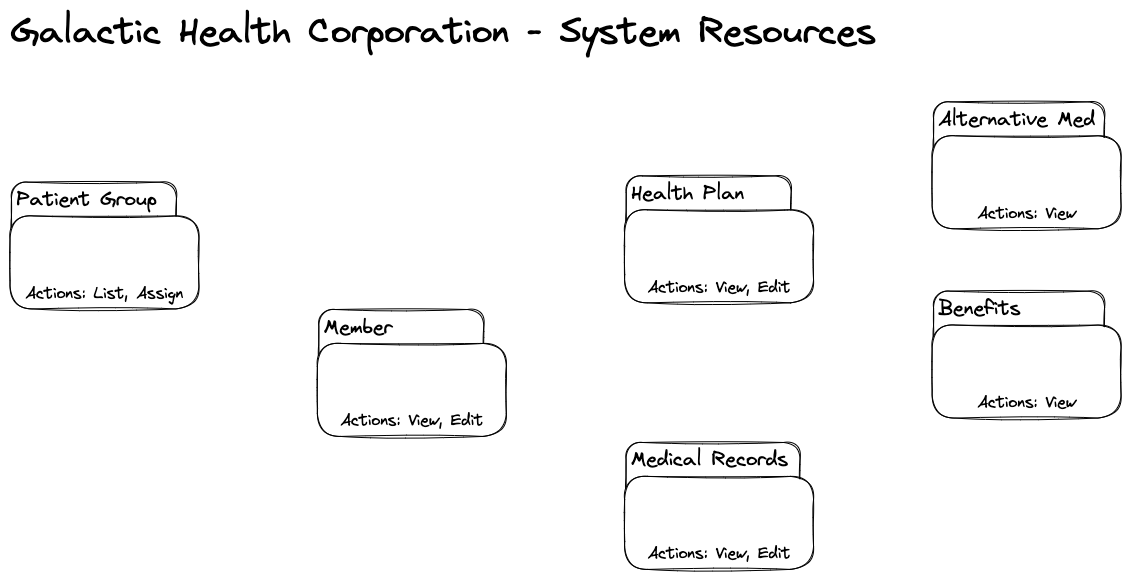 Galactic Health Corporation - System Resources
Alternative Med
Actions: View
Patient Group
Actions: List, Assign
Health Plan
Actions: View, Edit
Benefits
Actions: View
Member
Actions: View, Edit
Medical Records
Actions: View, Edit